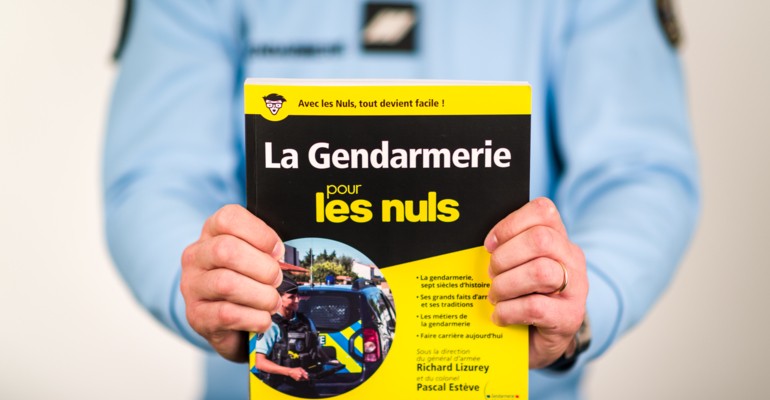 Avec les Nuls, tout devient facile !
La Gendarmerie
pour
les nuls
• La gendarmerie,
sept siècles d'histoire
• Ses grands faits d'arr
et ses traditions
• Les métiers de
la gendarmerie
• Faire carrière aujourd'hui
Sous la direction
du général d'armée
Richard Lizurey
et du colonel
Pascal Estève
gendarmerie